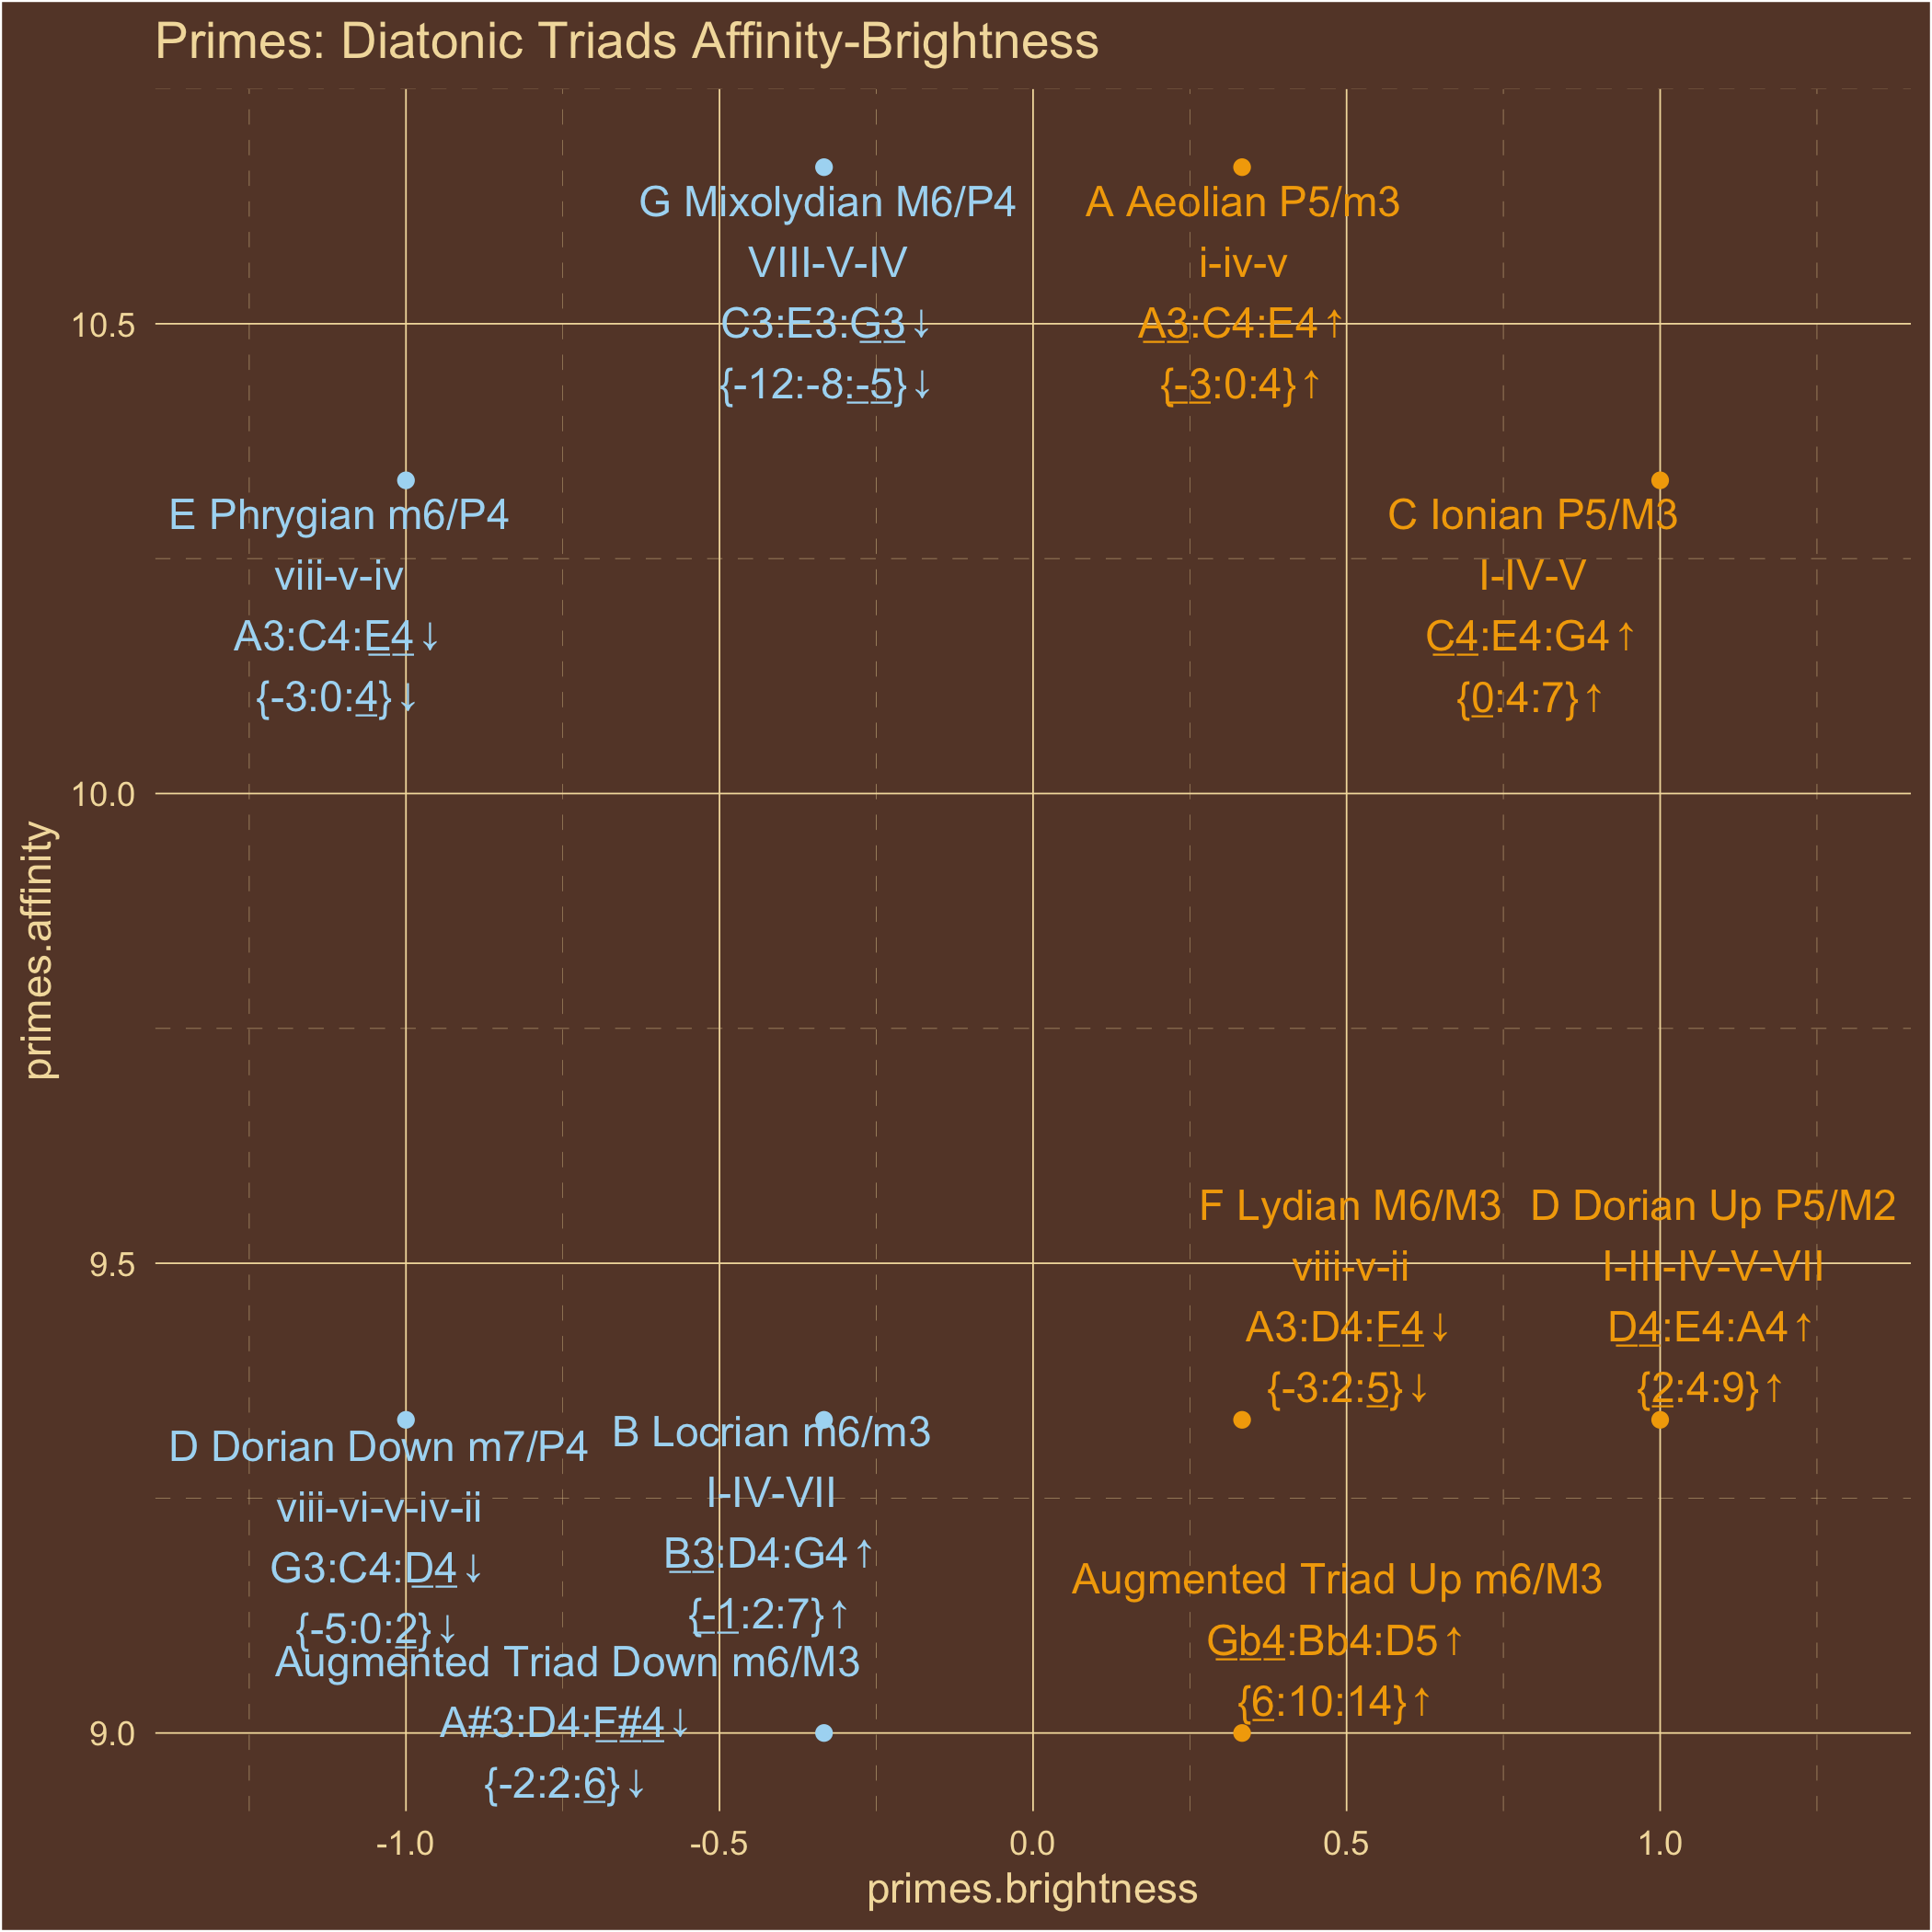 Primes: Diatonic Triads Affinity-Brightness
G Mixolydian M6/P4
VIII-V-IV
C3:E3:G3↓
{-12:-8:-5}↓
A Aeolian P5/m3
i-iv-v
A3:C4:E4↑
{-3:0:4}↑
10.5
E Phrygian m6/P4
viii-v-iv
A3:C4:E4↓
{-3:0:4}↓
C Ionian P5/M3
I-IV-V
C4:E4:G4↑
{0:4:7}↑
10.0
primes.affinity
F Lydian M6/M3
viii-v-ii
A3:D4:F4↓
{-3:2:5}↓
D Dorian Up P5/M2
I-III-IV-V-VII
D4:E4:A4↑
{2:4:9}↑
9.5
D Dorian Down m7/P4
viii-vi-v-iv-ii
G3:C4:D4↓
{-5:0:2}↓
B Locrian m6/m3
I-IV-VII
B3:D4:G4↑
{-1:2:7}↑
Augmented Triad Up m6/M3
Gb4:Bb4:D5↑
{6:10:14}↑
Augmented Triad Down m6/M3
A#3:D4:F#4↓
{-2:2:6}↓
9.0
-1.0
-0.5
0.0
0.5
1.0
primes.brightness